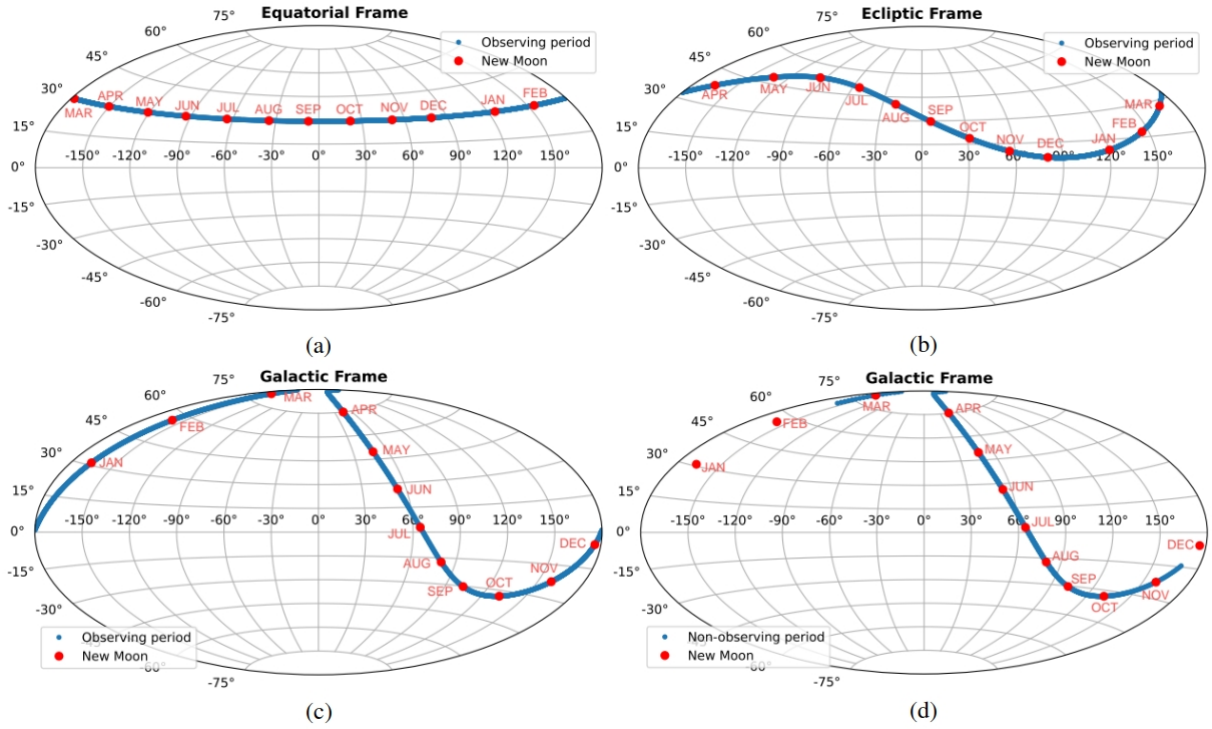 Equatorial Frame
75°
60°
45°
30°
15°
0°
-15°
-30°
-45°
-60°
-75°
-150° -120° -90° -60° -30° 0° 30° 60° 90° 120° 150°
MAR APR MAY JUN JUL AUG SEP OCT NOV DEC JAN FEB
Observing period
New Moon
(a)
Ecliptic Frame
75°
60°
45°
30°
15°
0°
-15°
-30°
-45°
-60°
-75°
-150° -120° -90° -60° -30° 0° 30° 60° 90° 120° 150°
APR MAY JUN JUL AUG SEP OCT NOV DEC JAN FEB MAR
Observing period
New Moon
(b)
Galactic Frame
75°
60°
45°
30°
15°
0°
-15°
-30°
-45°
-60°
-75°
-150° -120° -90° -60° -30° 0° 30° 60° 90° 120° 150°
JAN FEB MAR APR MAY JUN JUL AUG SEP OCT NOV DEC
Observing period
New Moon
(c)
Galactic Frame
75°
60°
45°
30°
15°
0°
-15°
-30°
-45°
-60°
-75°
-150° -120° -90° -60° -30° 0° 30° 60° 90° 120° 150°
JAN FEB MAR APR MAY JUN JUL AUG SEP OCT NOV DEC
Non-observing period
New Moon
(d)